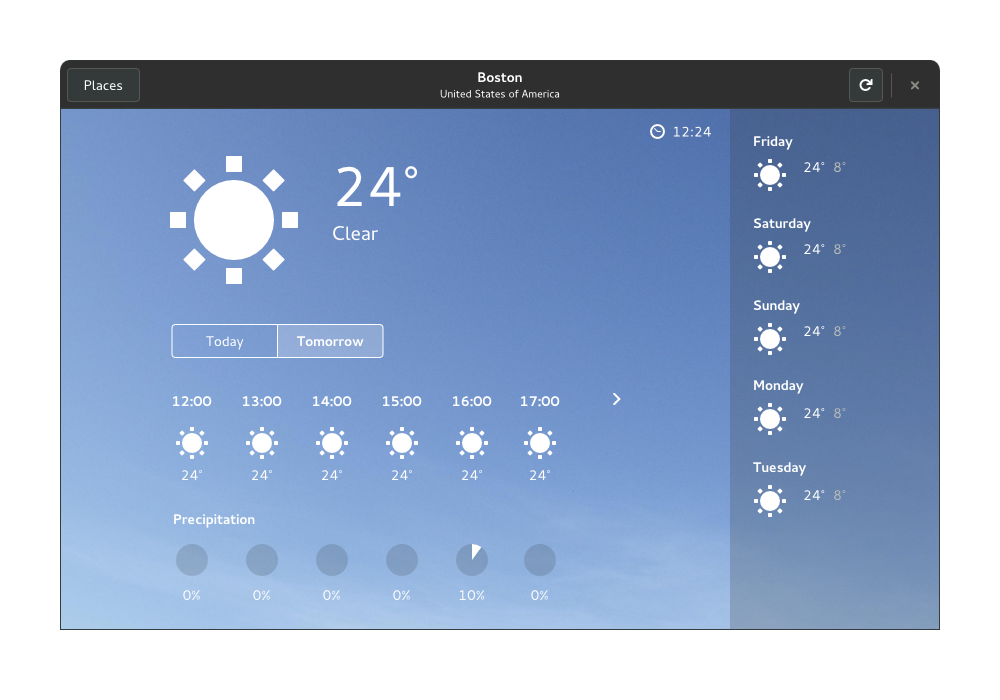 Places
Boston
United States of America
12:24
24°
Clear
Today Tomorrow
12:00 13:00 14:00 15:00 16:00 17:00
24° 24° 24° 24° 24° 24°
Precipitation
0% 0% 0% 0% 10% 0%
Friday
24° 8°
Saturday
24° 8°
Sunday
24° 8°
Monday
24° 8°
Tuesday
24° 8°